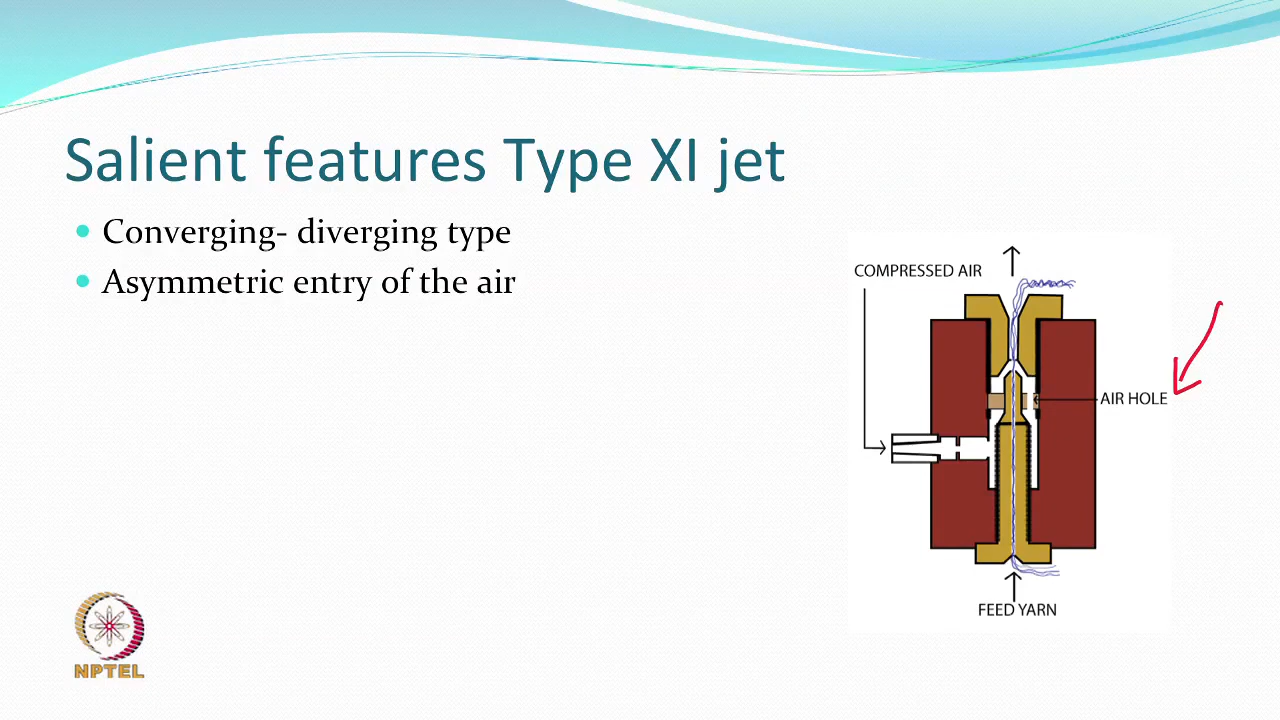 Salient features Type XI jet
Converging- diverging type
Asymmetric entry of the air
COMPRESSED AIR
AIR HOLE
FEED YARN
NPTEL